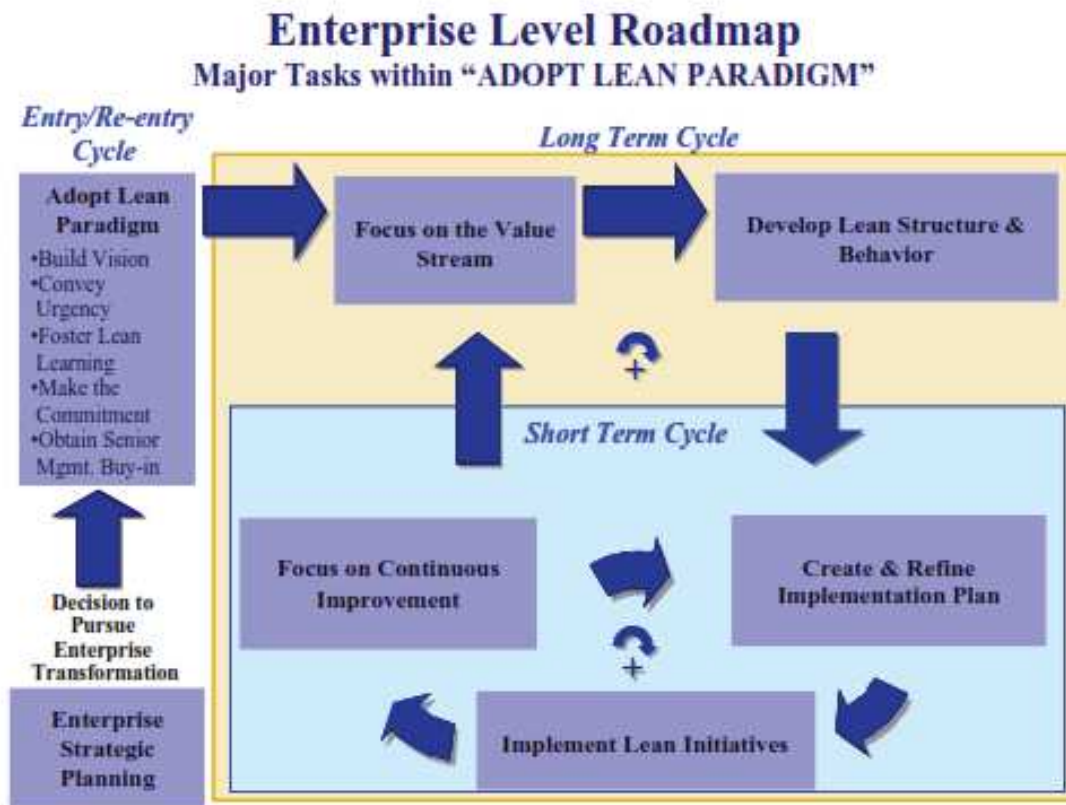 Enterprise Level Roadmap
Major Tasks within “ADOPT LEAN PARADIGM”
Entry/Re-entry
Cycle
Adopt Lean
Paradigm
•Build Vision
•Convey
Urgency
•Foster Lean
Learning
•Make the
Commitment
•Obtain Senior
Mgmt. Buy-in
Decision to
Pursue
Enterprise
Transformation
Enterprise
Strategic
Planning
Long Term Cycle
Focus on the Value
Stream
Develop Lean Structure &
Behavior
+
Short Term Cycle
Focus on Continuous
Improvement
Create & Refine
Implementation Plan
+
Implement Lean Initiatives